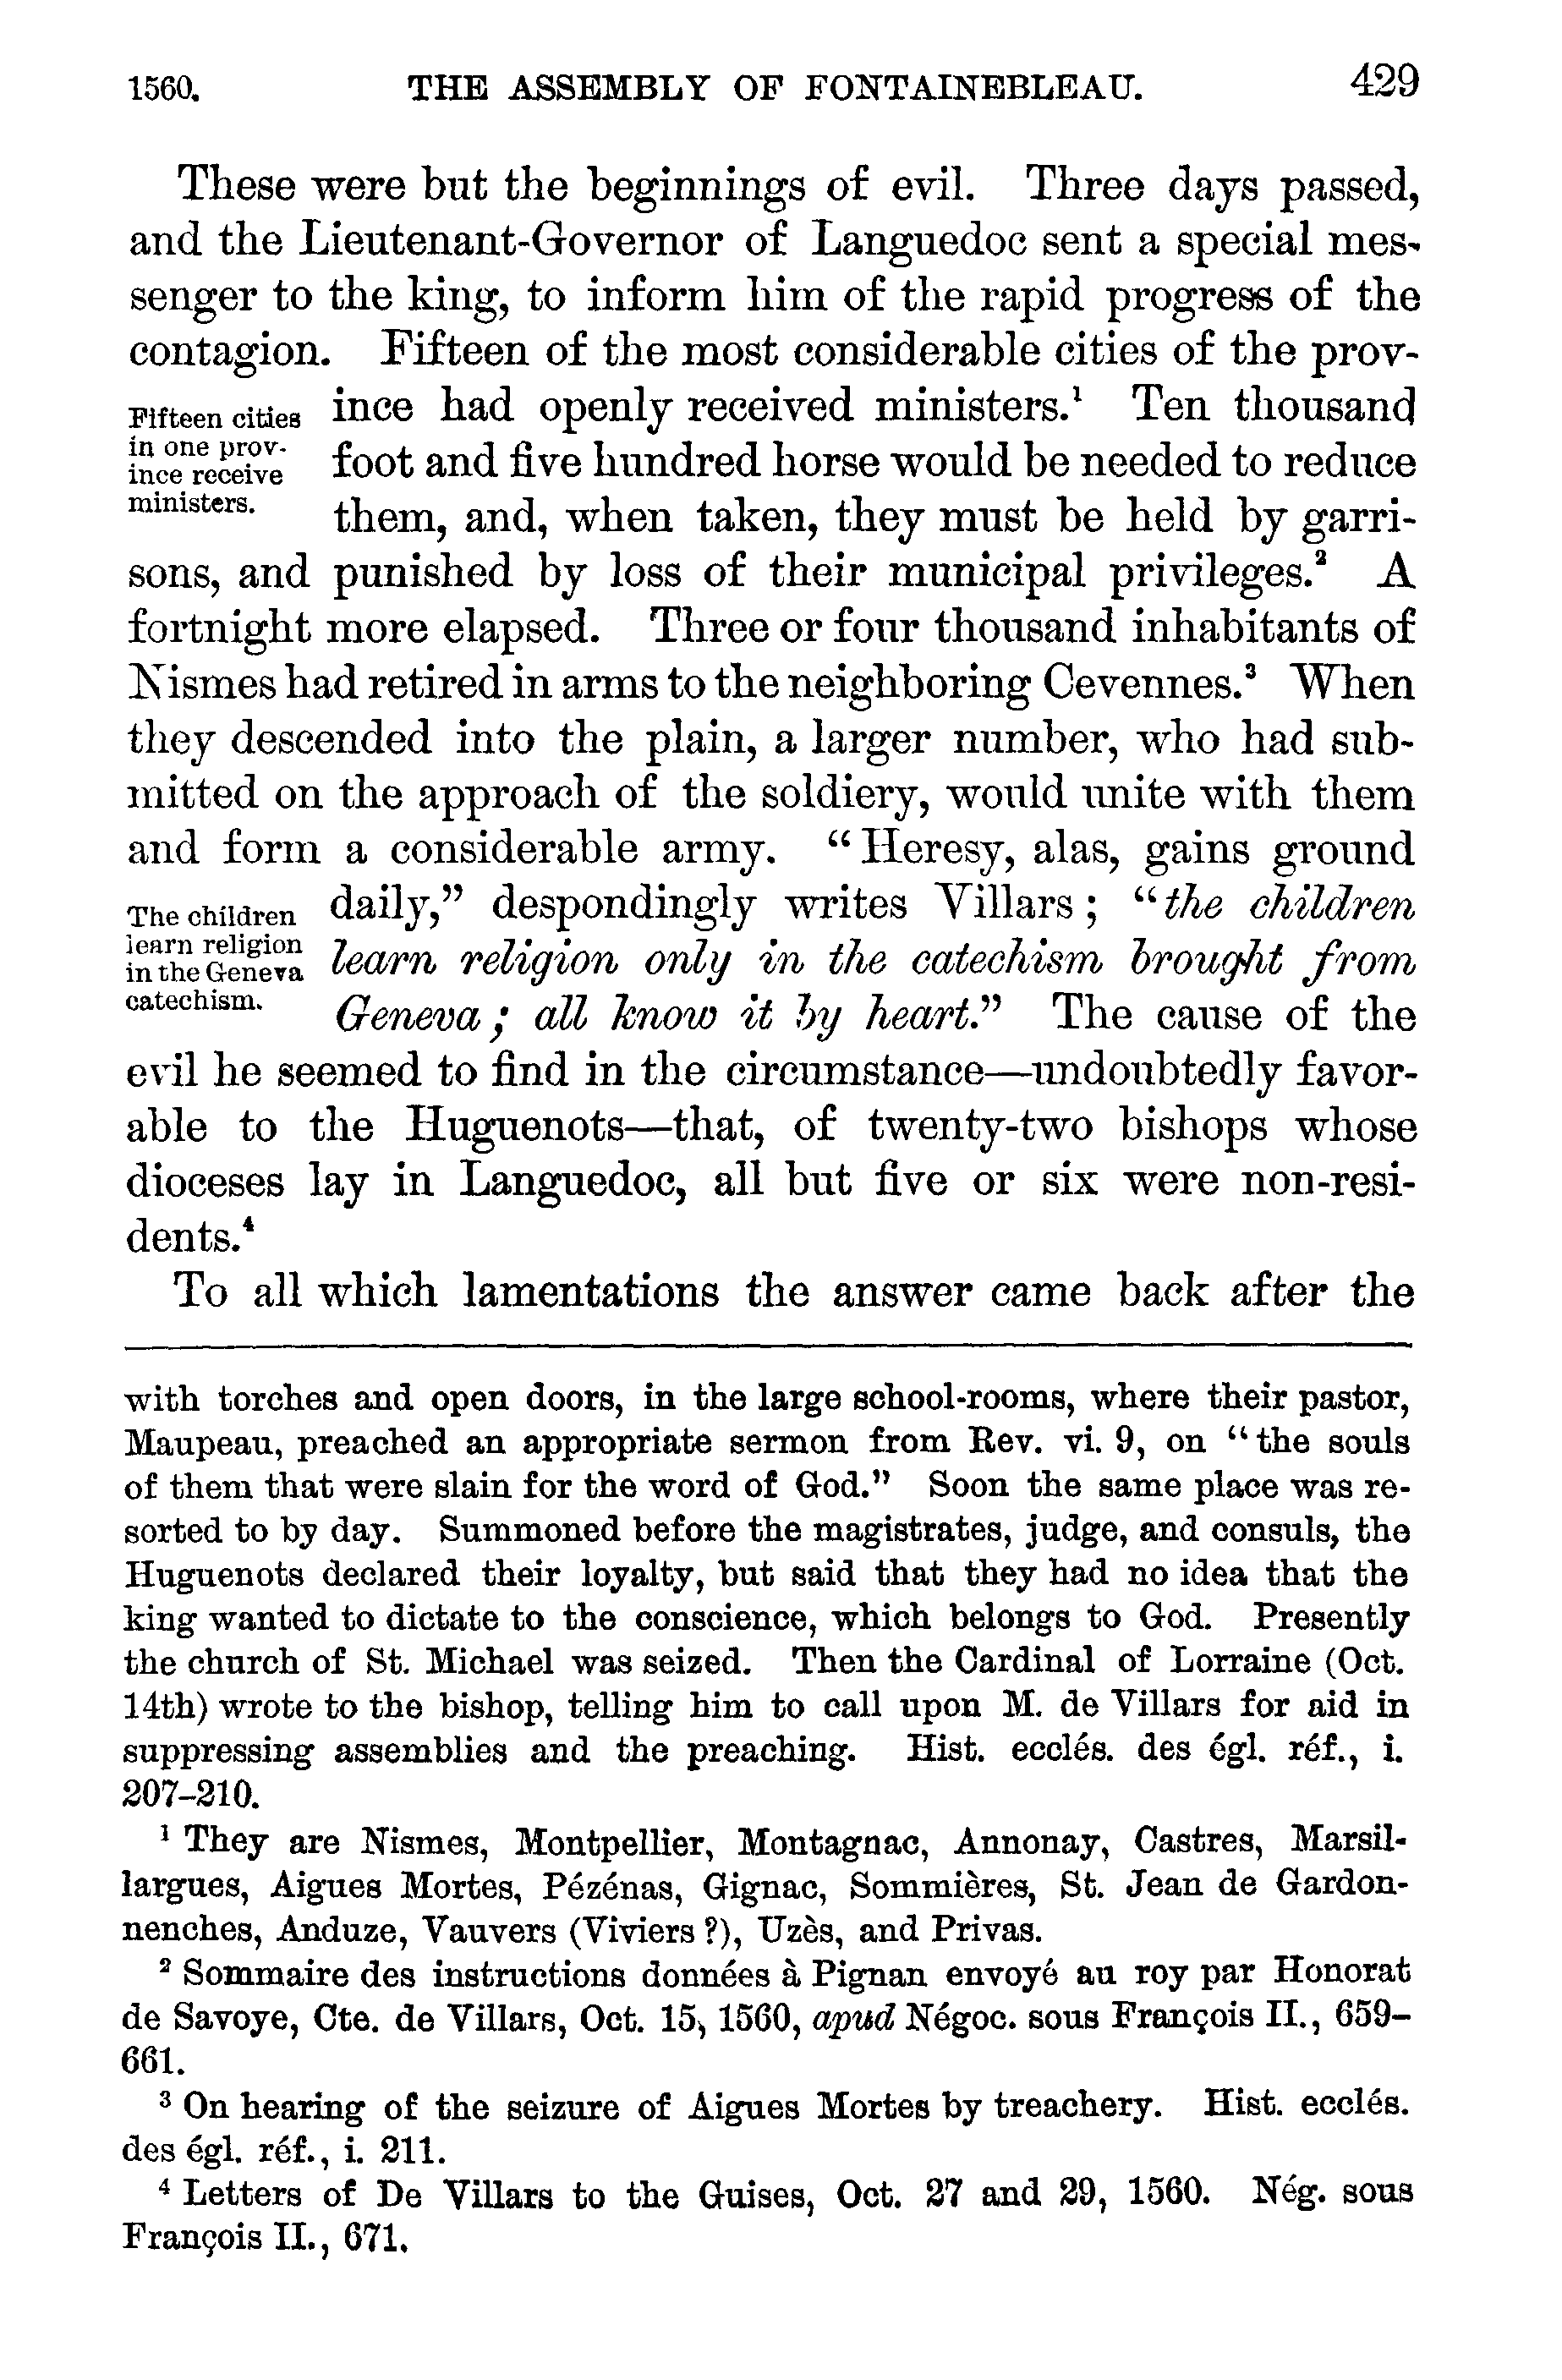 1560. THE ASSEMBLY OF FONTAINEBLEAU. 429
These were but the beginnings of evil. Three days passed,
and the Lieutenant-Governor of Languedoc sent a special mes-
senger to the king, to inform him of the rapid progress of the
contagion. Fifteen of the most considerable cities of the prov-
Fifteen cities
in one prov-
ince receive
ministers.
ince had openly received ministers.¹ Ten thousand
foot and five hundred horse would be needed to reduce
them, and, when taken, they must be held by garri-
sons, and punished by loss of their municipal privileges.² A
fortnight more elapsed. Three or four thousand inhabitants of
Nismes had retired in arms to the neighboring Cevennes.³ When
they descended into the plain, a larger number, who had sub-
mitted on the approach of the soldiery, would unite with them
and form a considerable army. “Heresy, alas, gains ground
The children
learn religion
in the Geneva
catechism.
daily,” despondingly writes Villars; “the children
learn religion only in the catechism brought from
Geneva; all know it by heart.” The cause of the
evil he seemed to find in the circumstance—undoubtedly favor-
able to the Huguenots—that, of twenty-two bishops whose
dioceses lay in Languedoc, all but five or six were non-resi-
dents.⁴
To all which lamentations the answer came back after the
with torches and open doors, in the large school-rooms, where their pastor,
Maupeau, preached an appropriate sermon from Rev. vi. 9, on “the souls
of them that were slain for the word of God.” Soon the same place was re-
sorted to by day. Summoned before the magistrates, judge, and consuls, the
Huguenots declared their loyalty, but said that they had no idea that the
king wanted to dictate to the conscience, which belongs to God. Presently
the church of St. Michael was seized. Then the Cardinal of Lorraine (Oct.
14th) wrote to the bishop, telling him to call upon M. de Villars for aid in
suppressing assemblies and the preaching. Hist. ecclés. des égl. réf., i.
207–210.
¹ They are Nismes, Montpellier, Montagnac, Annonay, Castres, Marsil-
largues, Aigues Mortes, Pézénas, Gignac, Sommières, St. Jean de Gardon-
nenches, Anduze, Vauvers (Viviers ?), Uzès, and Privas.
² Sommaire des instructions données à Pignan envoyé au roy par Honorat
de Savoye, Cte. de Villars, Oct. 15, 1560, apud Négoc. sous François II., 659–
661.
³ On hearing of the seizure of Aigues Mortes by treachery. Hist. ecclés.
des égl. réf., i. 211.
⁴ Letters of De Villars to the Guises, Oct. 27 and 29, 1560. Nég. sous
François II., 671.